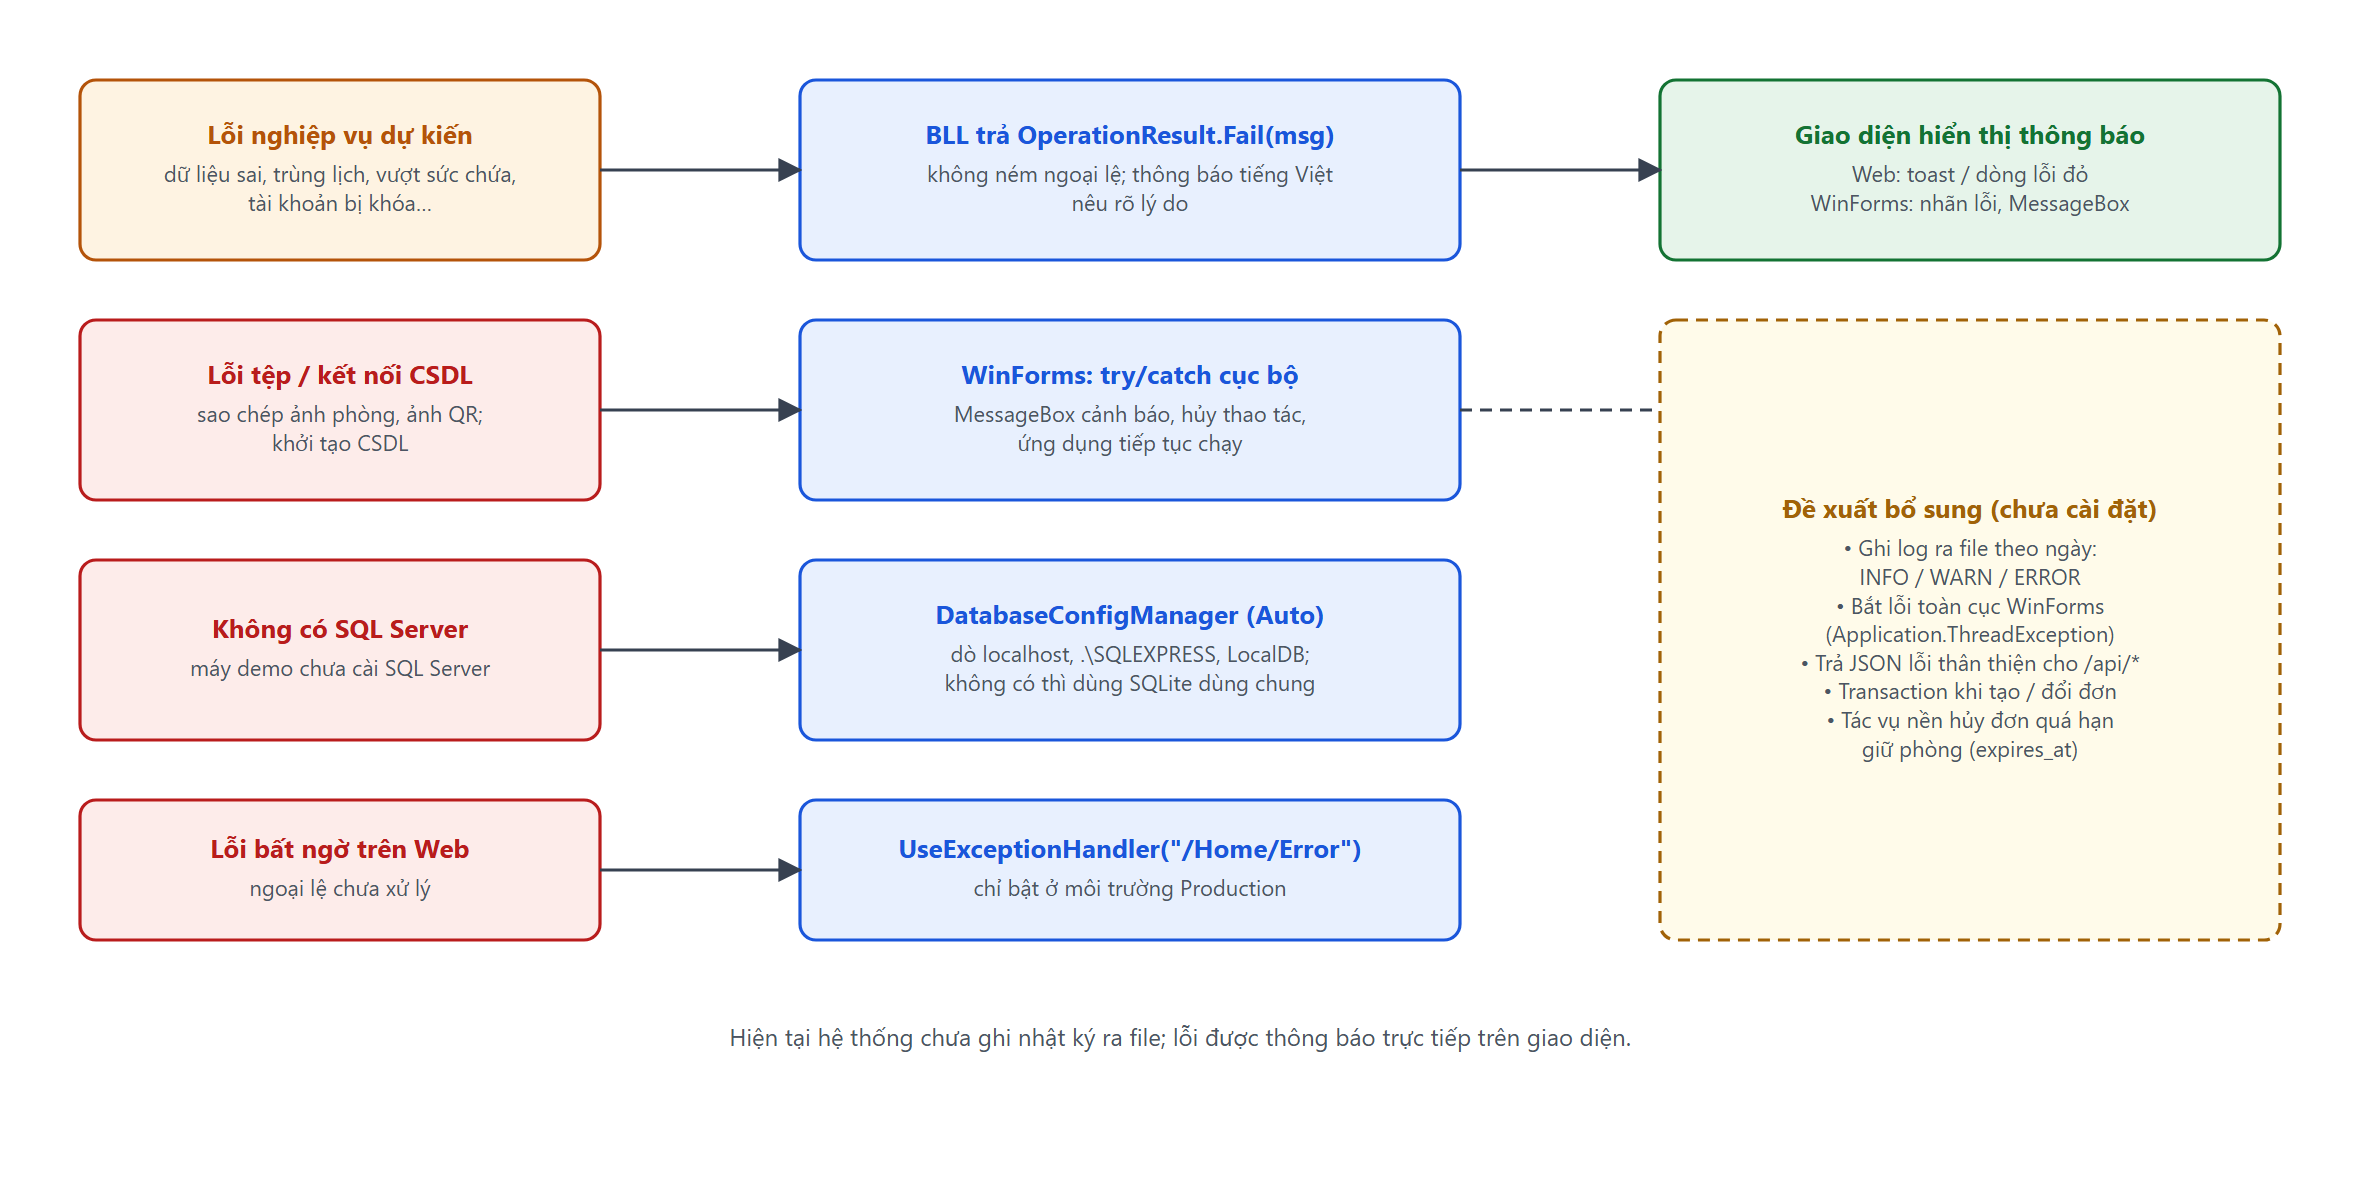 Lỗi nghiệp vụ dự kiến
dữ liệu sai, trùng lịch, vượt sức chứa,
tài khoản bị khóa...
BLL trả OperationResult.Fail(msg)
không ném ngoại lệ; thông báo tiếng Việt
nêu rõ lý do
Giao diện hiển thị thông báo
Web: toast / dòng lỗi đỏ
WinForms: nhãn lỗi, MessageBox
Lỗi tệp / kết nối CSDL
sao chép ảnh phòng, ảnh QR;
khởi tạo CSDL
WinForms: try/catch cục bộ
MessageBox cảnh báo, hủy thao tác,
ứng dụng tiếp tục chạy
Không có SQL Server
máy demo chưa cài SQL Server
DatabaseConfigManager (Auto)
dò localhost, .\SQLEXPRESS, LocalDB;
không có thì dùng SQLite dùng chung
Lỗi bất ngờ trên Web
ngoại lệ chưa xử lý
UseExceptionHandler("/Home/Error")
chỉ bật ở môi trường Production
Đề xuất bổ sung (chưa cài đặt)
• Ghi log ra file theo ngày:
INFO / WARN / ERROR
• Bắt lỗi toàn cục WinForms
(Application.ThreadException)
• Trả JSON lỗi thân thiện cho /api/*
• Transaction khi tạo / đổi đơn
• Tác vụ nền hủy đơn quá hạn
giữ phòng (expires_at)
Hiện tại hệ thống chưa ghi nhật ký ra file; lỗi được thông báo trực tiếp trên giao diện.